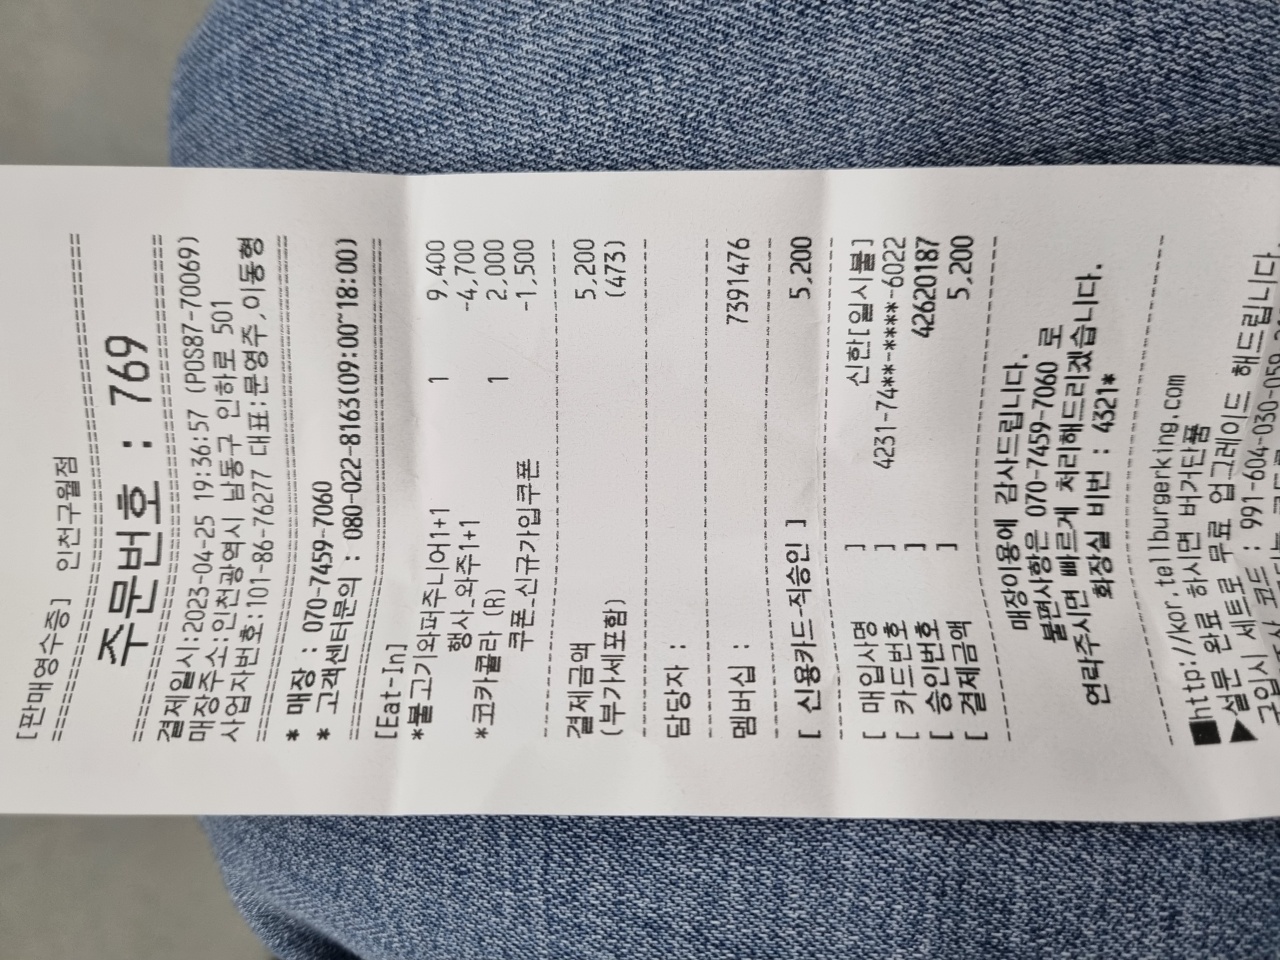 [판매영수증] 인천구월점
주문번호 : 769
결제일시:2023-04-25 19:36:57 (POS87-70069)
매장주소:인천광역시 남동구 인하로 501
사업자번호:101-86-76277 대표:문영주,이동형
* 매장 : 070-7459-7060
* 고객센터문의 : 080-022-8163(09:00~18:00)
[Eat-In]
*불고기와퍼주니어1+1 1 9,400
행사_와주1+1 -4,700
*코카콜라 (R) 1 2,000
쿠폰_신규가입쿠폰 -1,500
결제금액 5,200
(부가세포함) (473)
담당자 :
멤버십 : 7391476
[ 신용카드-직승인 ] 5,200
[ 매입사명 ] 신한[일시불]
[ 카드번호 ] 4231-74**-****-6022
[ 승인번호 ] 42620187
[ 결제금액 ] 5,200
매장이용에 감사드립니다.
불편사항은 070-7459-7060 로
연락주시면 빠르게 처리해드리겠습니다.
화장실 비번 : 4321*
■http://kor.tellburgerking.com
▶설문 완료 하시면 버거단품
구입시 세트로 무료 업그레이드 해드립니다.
코드 : 991-604-030-059